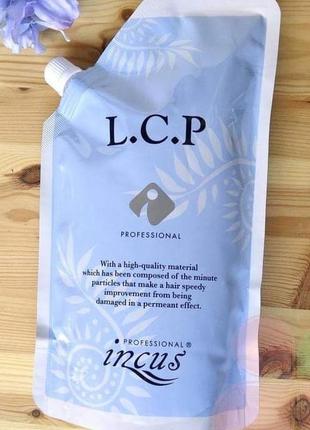 L.C.P
PROFESSIONAL
With a high-quality material
which has been composed of the minute
particles that make a hair speedy
improvement from being
damaged in a permeant effect.
PROFESSIONAL®
incus